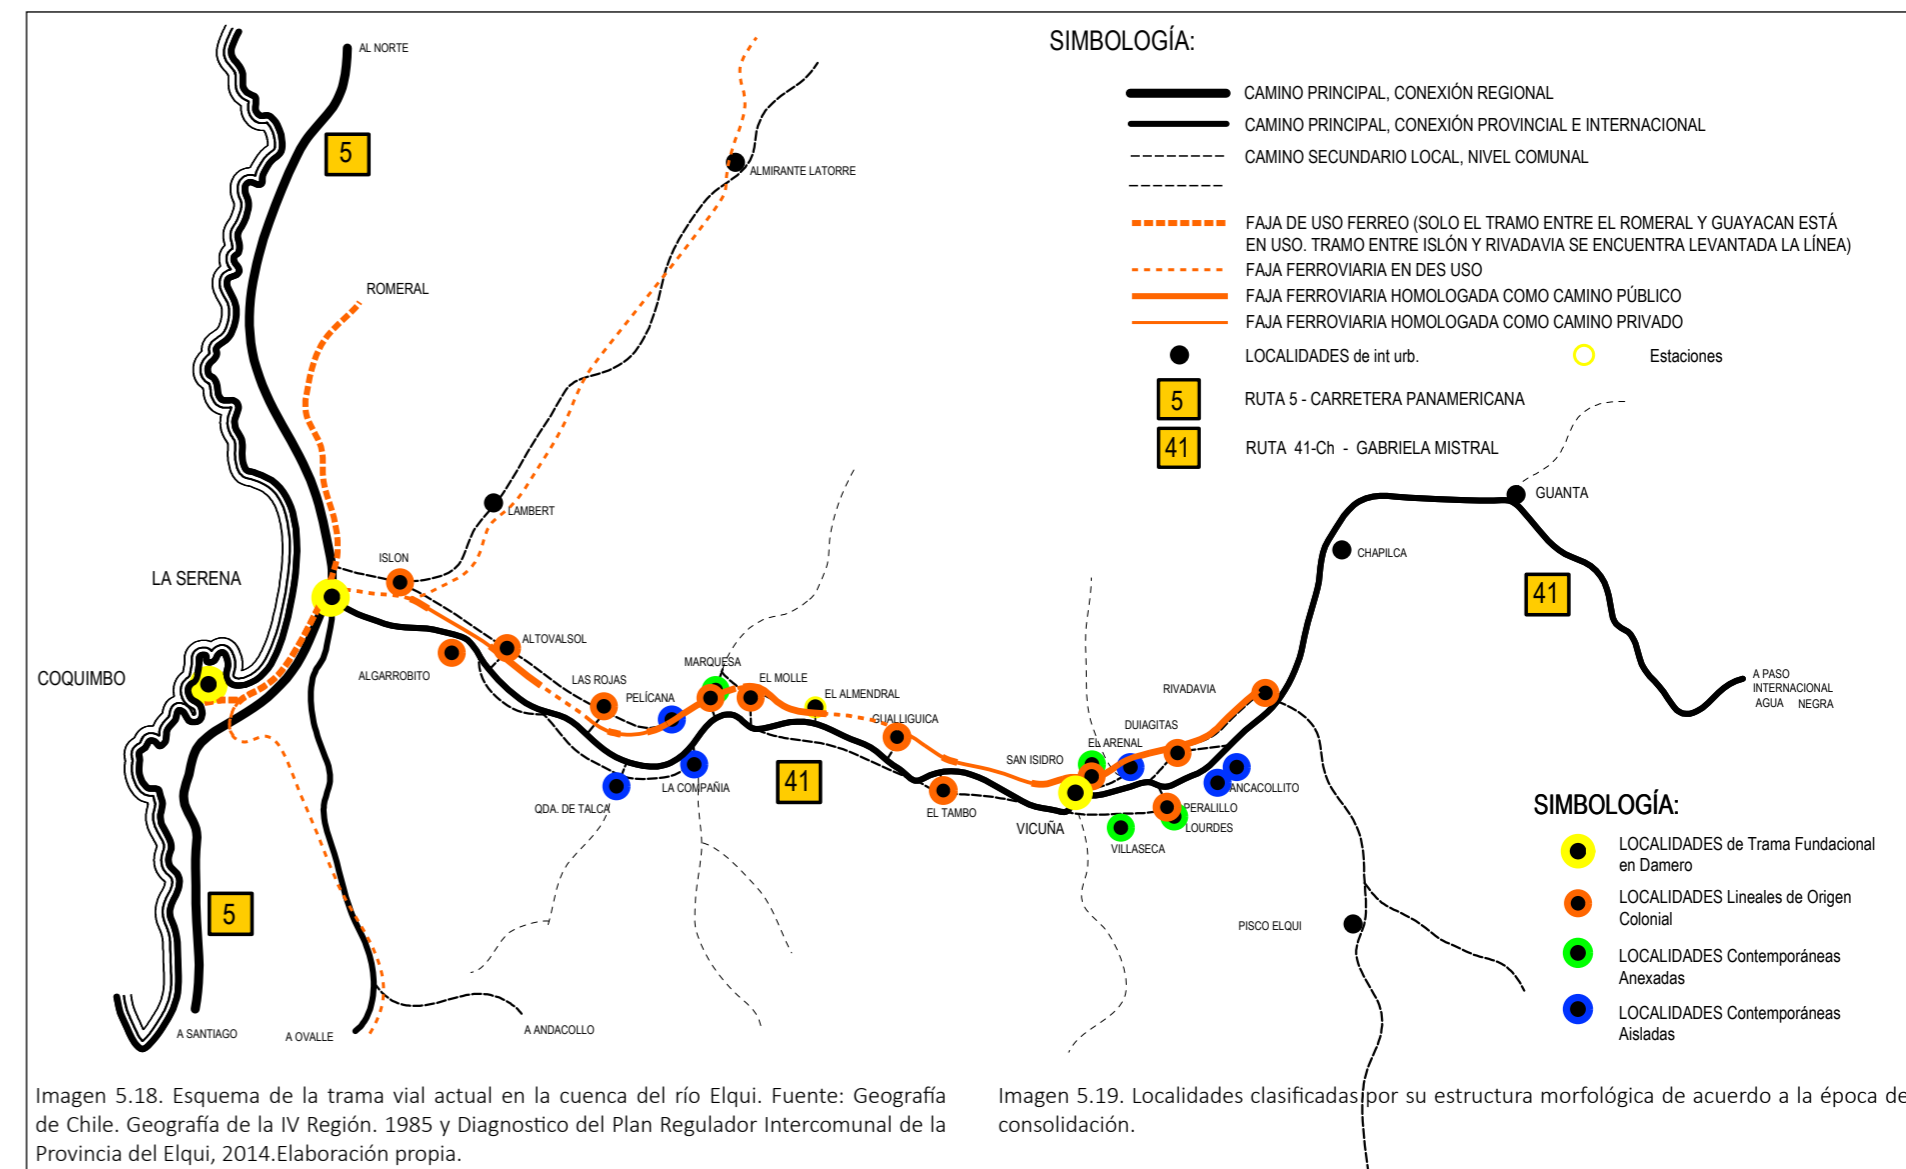 AL NORTE
SIMBOLOGÍA:
CAMINO PRINCIPAL, CONEXIÓN REGIONAL
CAMINO PRINCIPAL, CONEXIÓN PROVINCIAL E INTERNACIONAL
CAMINO SECUNDARIO LOCAL, NIVEL COMUNAL
FAJA DE USO FERREO (SOLO EL TRAMO ENTRE EL ROMERAL Y GUAYACAN ESTÁ
EN USO. TRAMO ENTRE ISLÓN Y RIVADAVIA SE ENCUENTRA LEVANTADA LA LÍNEA)
FAJA FERROVIARIA EN DES USO
FAJA FERROVIARIA HOMOLOGADA COMO CAMINO PÚBLICO
FAJA FERROVIARIA HOMOLOGADA COMO CAMINO PRIVADO
LOCALIDADES de int urb.
Estaciones
5
RUTA 5 - CARRETERA PANAMERICANA
41
RUTA 41-Ch - GABRIELA MISTRAL
5
ALMIRANTE LATORRE
ROMERAL
LAMBERT
GUANTA
CHAPILCA
ISLON
LA SERENA
41
ALTOVALSOL
COQUIMBO
ALGARROBITO
LAS ROJAS
MARQUESA
PELÍCANA
EL MOLLE
EL ALMENDRAL
GUALLIGUICA
RIVADAVIA
DUIAGITAS
EL ARENAL
SAN ISIDRO
A PASO
INTERNACIONAL
AGUA NEGRA
41
LA COMPAÑIA
QDA. DE TALCA
EL TAMBO
VICUÑA
ANCACOLLITO
PERALILLO
LOURDES
VILLASECA
SIMBOLOGÍA:
LOCALIDADES de Trama Fundacional
en Damero
LOCALIDADES Lineales de Origen
Colonial
LOCALIDADES Contemporáneas
Anexadas
LOCALIDADES Contemporáneas
Aisladas
5
PISCO ELQUI
A SANTIAGO
A OVALLE
A ANDACOLLO
Imagen 5.18. Esquema de la trama vial actual en la cuenca del río Elqui. Fuente: Geografía
de Chile. Geografía de la IV Región. 1985 y Diagnostico del Plan Regulador Intercomunal de la
Provincia del Elqui, 2014.Elaboración propia.
Imagen 5.19. Localidades clasificadas por su estructura morfológica de acuerdo a la época de
consolidación.